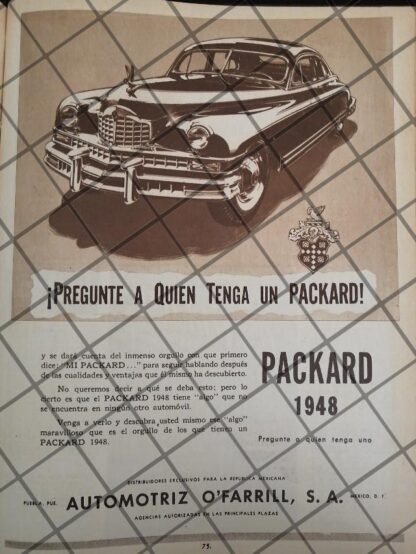 ¡PREGUNTE A QUIEN TENGA UN PACKARD!
y se dará cuenta del inmenso orgullo con que primero
dice: "MI PACKARD..." para seguir hablando después
de las cualidades y ventajas que él mismo ha descubierto.
No queremos decir a qué se deba esto; pero lo
cierto es que el PACKARD 1948 tiene "algo" que no
se encuentra en ningún otro automóvil.
Venga a verlo y descubra usted mismo ese "algo"
maravilloso que es el orgullo de los que tienen un
PACKARD 1948.
PACKARD
1948
Pregunte a quien tenga uno
DISTRIBUIDORES EXCLUSIVOS PARA LA REPUBLICA MEXICANA
PUEBLA, PUE. AUTOMOTRIZ O'FARRILL, S. A. MEXICO, D. F.
AGENCIAS AUTORIZADAS EN LAS PRINCIPALES PLAZAS
75.